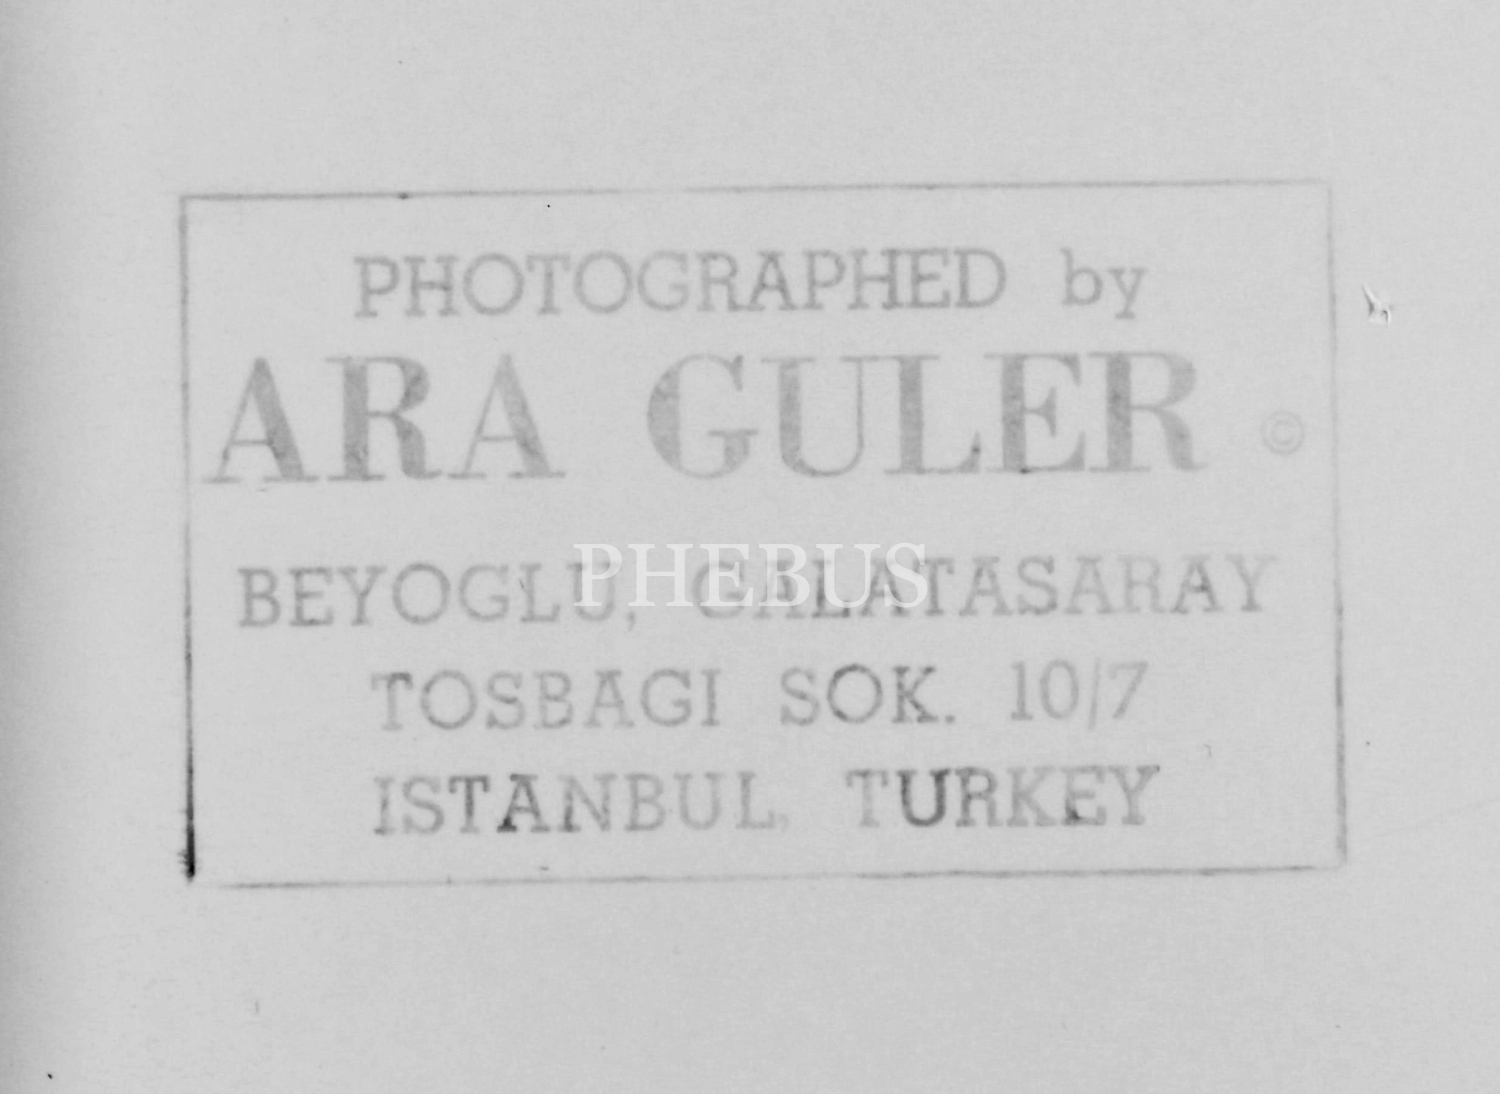 PHOTOGRAPHED by
ARA GULER ©
BEYOGLU, GALATASARAY
PHEBUS
TOSBAGI SOK. 10/7
ISTANBUL, TURKEY